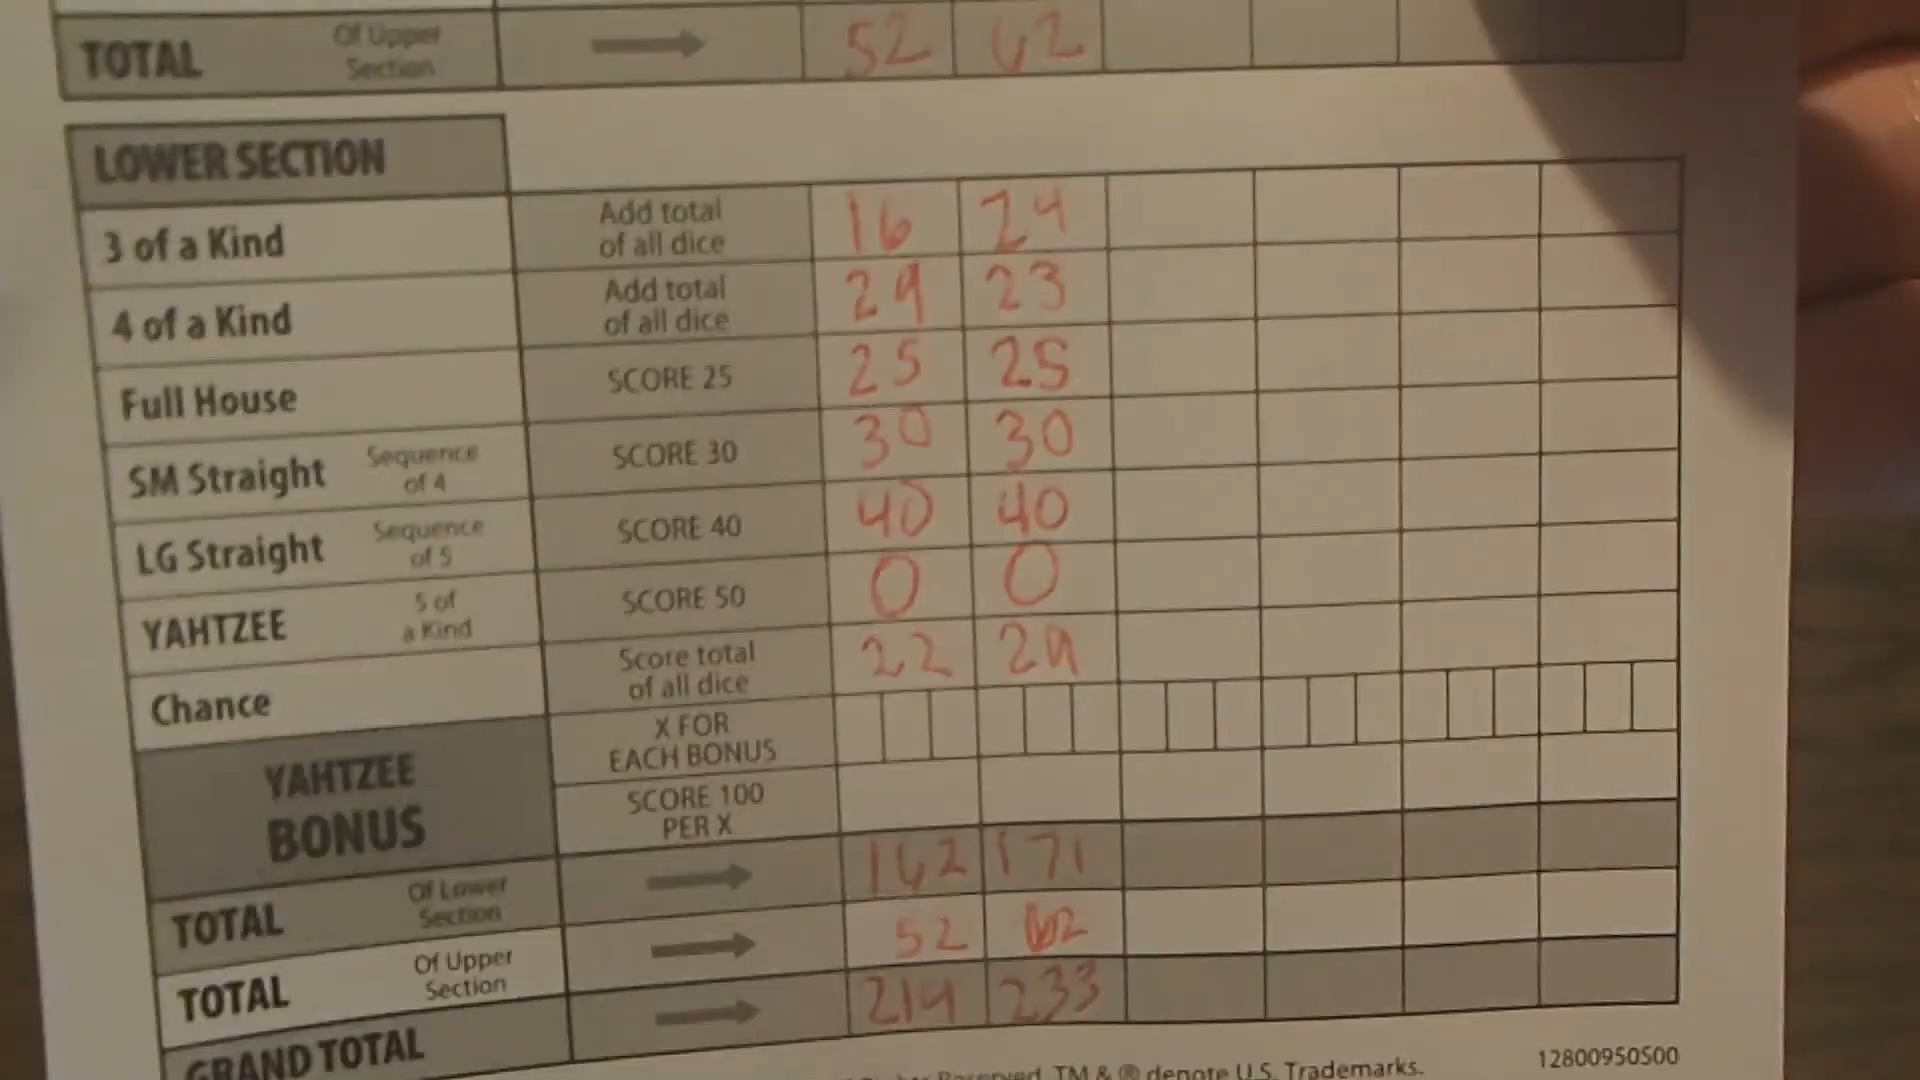 TOTAL Of Upper Section 52 62
LOWER SECTION
3 of a Kind Add total of all dice 16 24
4 of a Kind Add total of all dice 29 23
Full House SCORE 25 25 25
SM Straight Sequence of 4 SCORE 30 30 30
LG Straight Sequence of 5 SCORE 40 40 40
YAHTZEE 5 of a Kind SCORE 50 0 0
Chance Score total of all dice 22 29
YAHTZEE BONUS X FOR EACH BONUS
SCORE 100 PER X
TOTAL Of Lower Section 162 171
TOTAL Of Upper Section 52 62
GRAND TOTAL 214 233
Reserved. TM & ® denote U.S. Trademarks. 12800950500